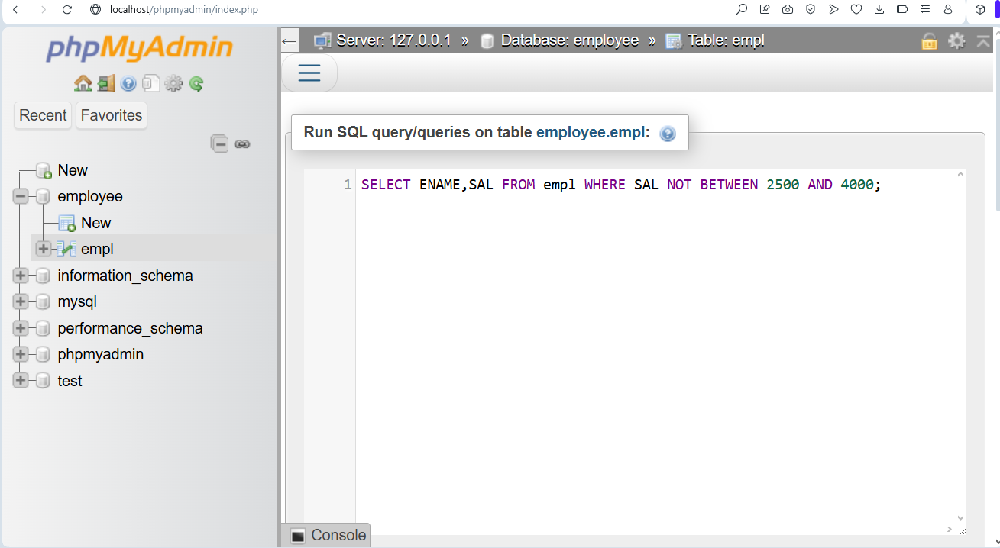 localhost/phpmyadmin/index.php
phpMyAdmin
Recent
Favorites
New
employee
New
empl
information_schema
mysql
performance_schema
phpmyadmin
test
Server: 127.0.0.1 » Database: employee » Table: empl
Run SQL query/queries on table employee.empl:
1 SELECT ENAME,SAL FROM empl WHERE SAL NOT BETWEEN 2500 AND 4000;
Console